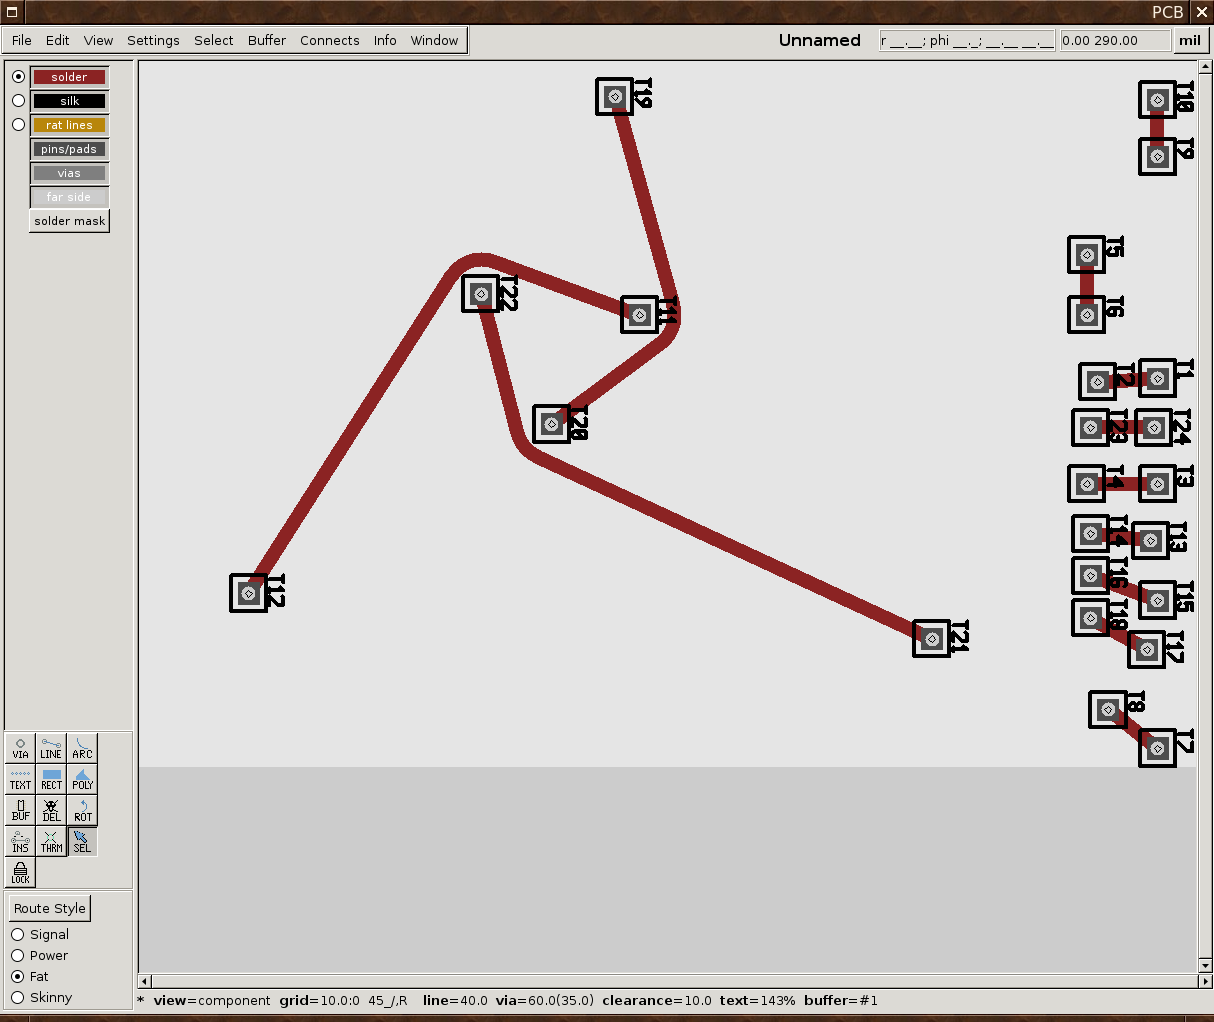 PCB
File Edit View Settings Select Buffer Connects Info Window Unnamed r __.__; phi __._; __.__ __.__ 0.00 290.00 mil
solder
silk
rat lines
pins/pads
vias
far side
solder mask
T19
T10
T9
T5
T22
T11
T6
T2 T1
T20
T23 T24
T4 T3
T14 T13
T16
T12
T15
T18
T21
T17
T8
T7
VIA LINE ARC
TEXT RECT POLY
BUF DEL ROT
INS THRM SEL
LOCK
Route Style
Signal
Power
Fat
Skinny
* view=component grid=10.0:0 45_/,R line=40.0 via=60.0(35.0) clearance=10.0 text=143% buffer=#1